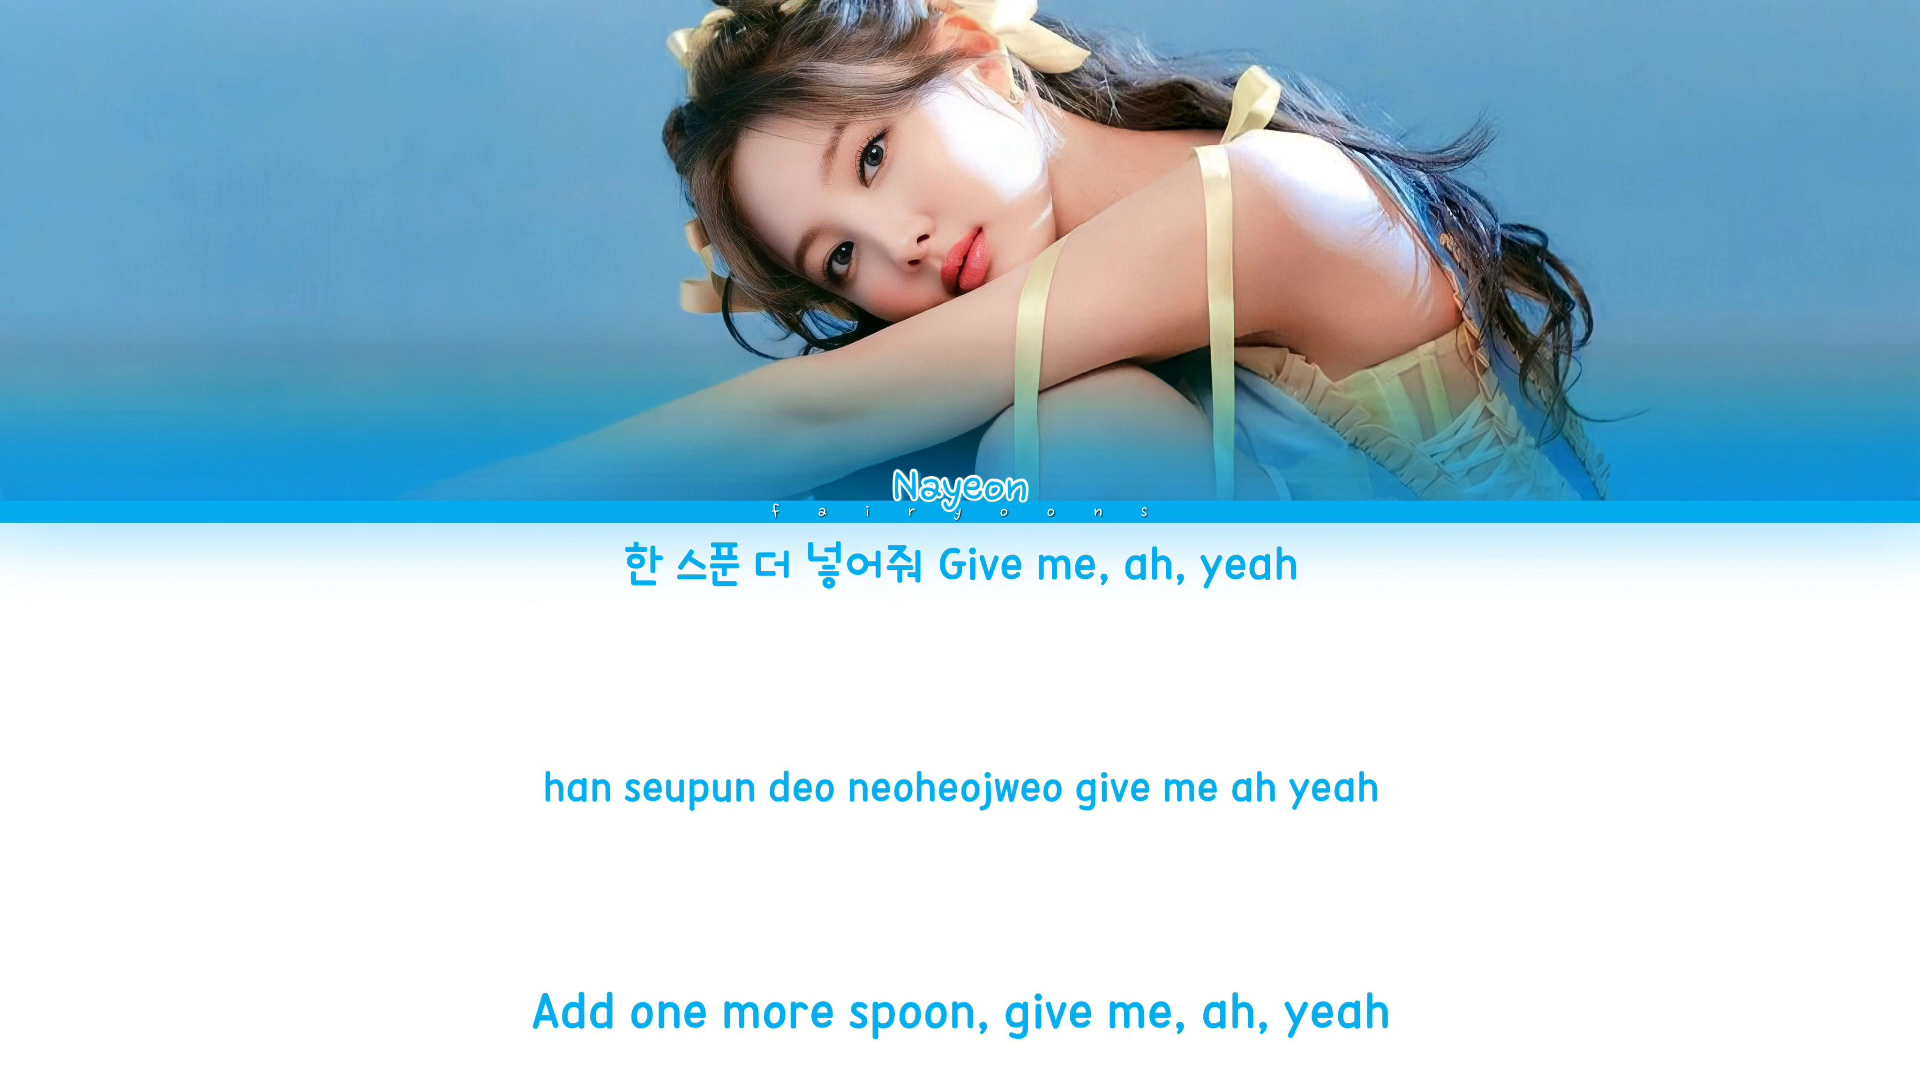 Nayeon
fairyoons
한 스푼 더 넣어줘 Give me, ah, yeah
han seupun deo neoheojweo give me ah yeah
Add one more spoon, give me, ah, yeah